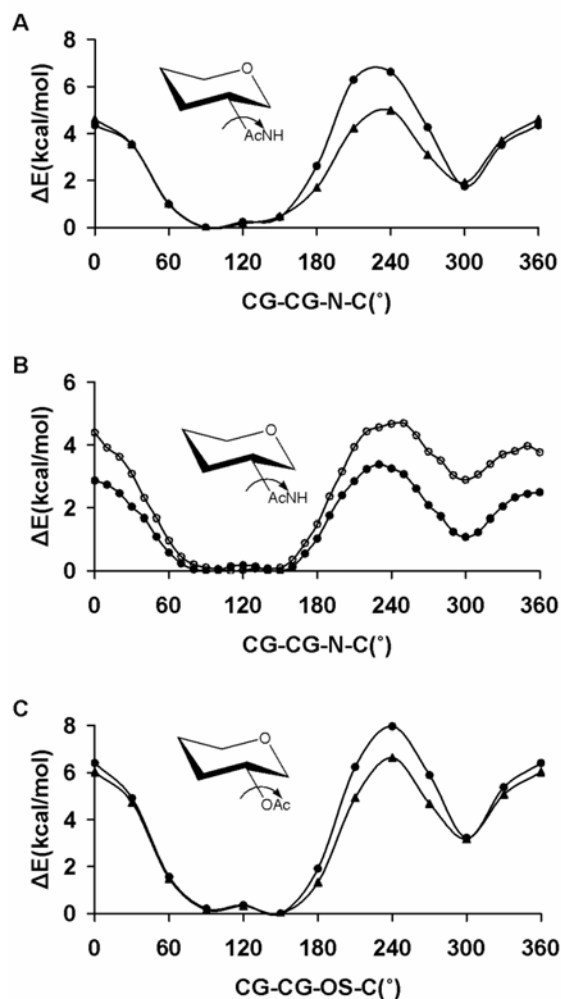 A
8
6
4
2
0
ΔE(kcal/mol)
O
AcNH
0 60 120 180 240 300 360
CG-CG-N-C(°)
B
6
4
2
0
ΔE(kcal/mol)
O
AcNH
0 60 120 180 240 300 360
CG-CG-N-C(°)
C
8
6
4
2
0
ΔE(kcal/mol)
O
OAc
0 60 120 180 240 300 360
CG-CG-OS-C(°)